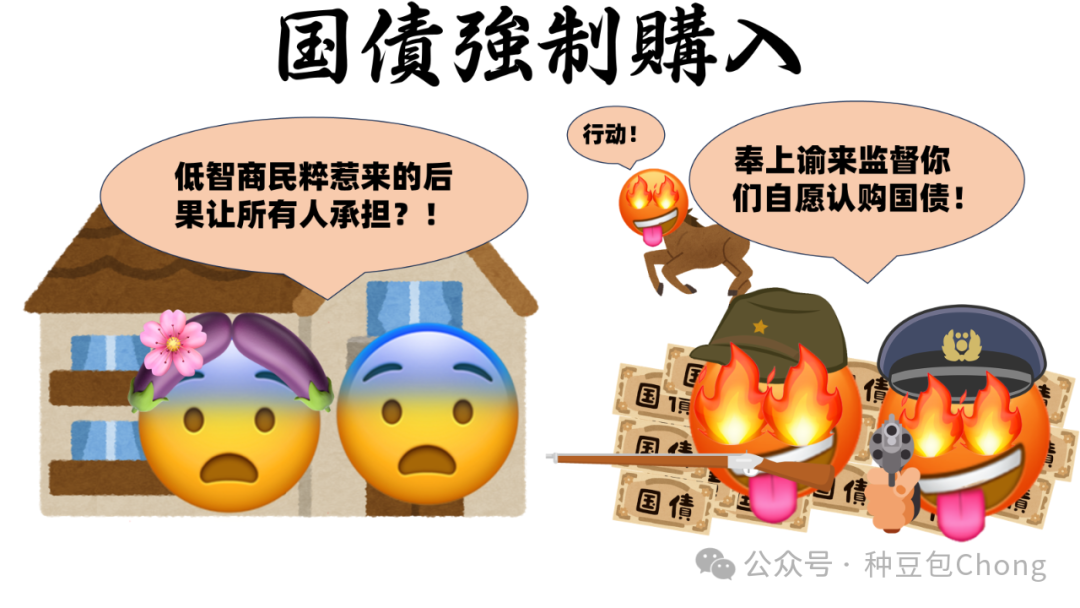 国債強制購入
低智商民粹惹来的后
果让所有人承担？！
行动！
奉上谕来监督你
们自愿认购国债！
国債
国債
債
国債
国債
国債
公众号 · 种豆包Chong